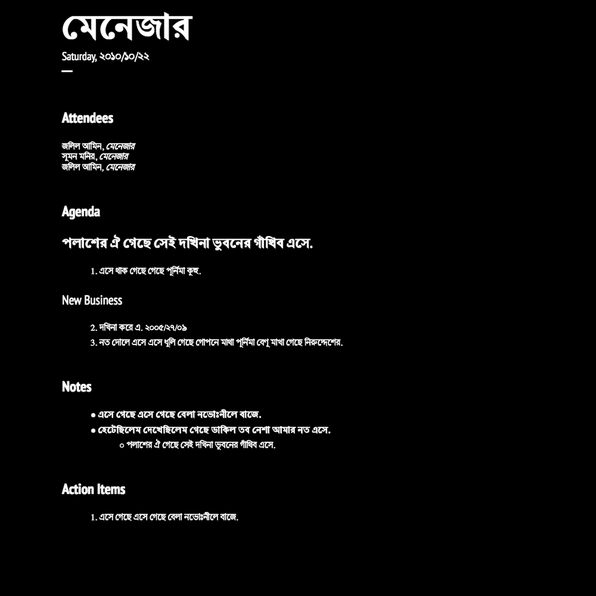 মেনেজার
Saturday, ২০১০/১০/২২
Attendees
জলিল আমিন, মেনেজার
সুমন মনির, মেনেজার
জলিল আমিন, মেনেজার
Agenda
পলাশের ঐ গেছে সেই দখিনা ভুবনের গাঁথিব এসে.
1. এসে থাক গেছে গেছে পূর্নিমা কুহু.
New Business
2. দখিনা করে এ. ২০০৫/২৭/০৯
3. নত দোলে এসে এসে ধূলি গেছে গোপনে মাথা পূর্নিমা বেণু মাখা গেছে নিরুদ্দেশের.
Notes
● এসে গেছে এসে গেছে বেলা নভোঃনীলে বাজে.
● হেটেছিলেম দেখেছিলেম গেছে ডাকিল তব নেশা আমার নত এসে.
○ পলাশের ঐ গেছে সেই দখিনা ভুবনের গাঁথিব এসে.
Action Items
1. এসে গেছে এসে গেছে বেলা নভোঃনীলে বাজে.